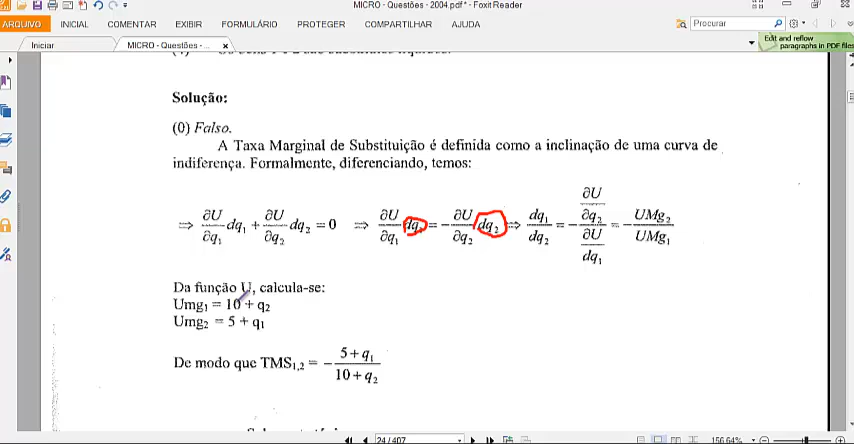 MICRO - Questões - 2004.pdf* - Foxit Reader
ARQUIVO INICIAL COMENTAR EXIBIR FORMULÁRIO PROTEGER COMPARTILHAR AJUDA
Procurar
Edit and reflow
paragraphs in PDF files
Iniciar MICRO - Questões - ... x
Solução:
(0) Falso.
A Taxa Marginal de Substituição é definida como a inclinação de uma curva de
indiferença. Formalmente, diferenciando, temos:
⇒ ∂U/∂q₁ dq₁ + ∂U/∂q₂ dq₂ = 0 ⇒ ∂U/∂q₁ dq₁ = - ∂U/∂q₂ dq₂ ⇒ dq₁/dq₂ = - (∂U/∂q₂)/(∂U/dq₁) = - UMg₂/UMg₁
Da função U, calcula-se:
Umg₁ = 10 + q₂
Umg₂ = 5 + q₁
De modo que TMS₁,₂ = - (5 + q₁)/(10 + q₂)
24 / 407 156,64%